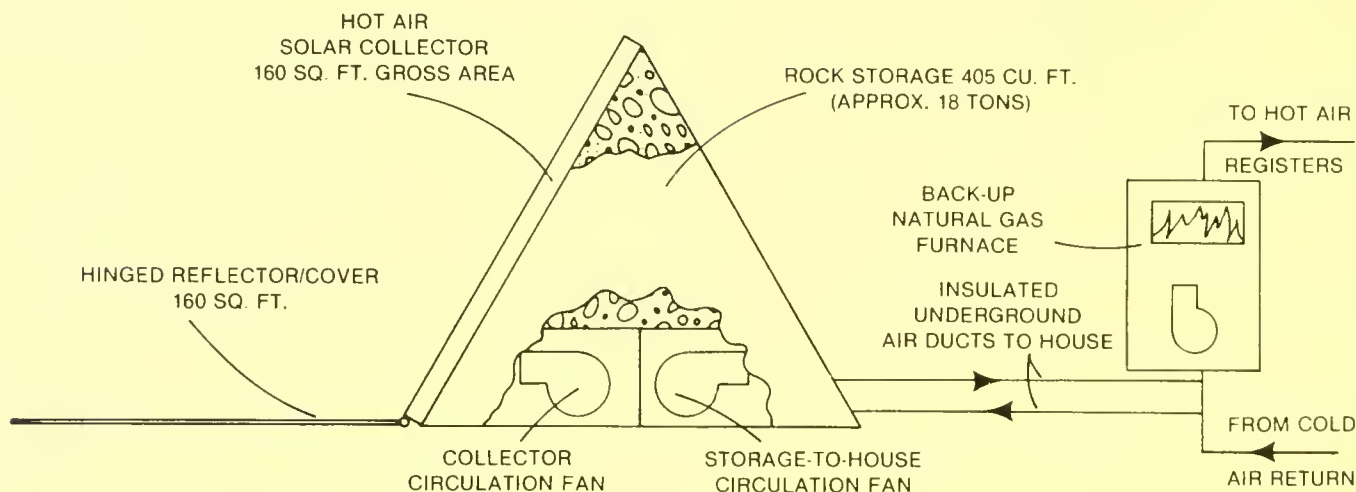 HOT AIR
SOLAR COLLECTOR
160 SQ. FT. GROSS AREA
ROCK STORAGE 405 CU. FT.
(APPROX. 18 TONS)
TO HOT AIR
REGISTERS
BACK-UP
NATURAL GAS
FURNACE
HINGED REFLECTOR/COVER
160 SQ. FT.
INSULATED
UNDERGROUND
AIR DUCTS TO HOUSE
COLLECTOR
CIRCULATION FAN
STORAGE-TO-HOUSE
CIRCULATION FAN
FROM COLD
AIR RETURN